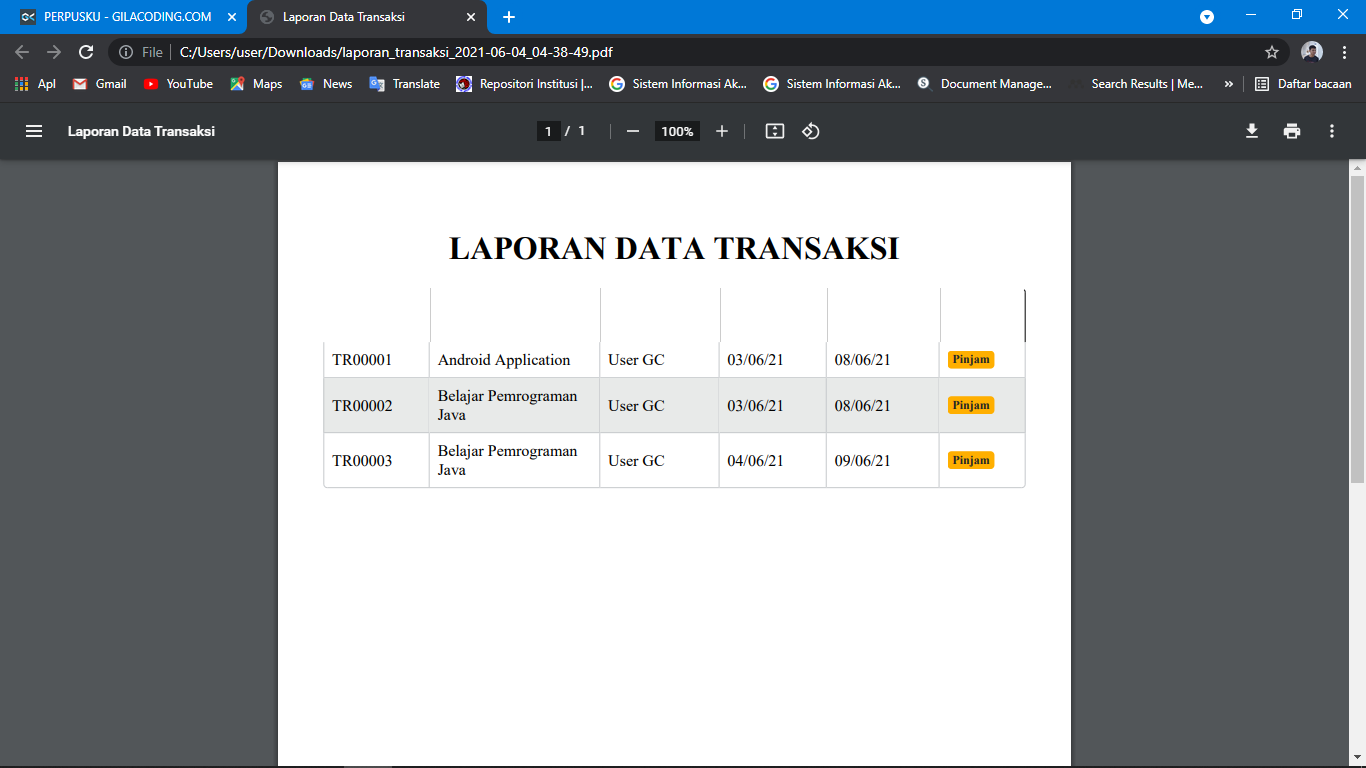 PERPUSKU - GILACODING.COM
Laporan Data Transaksi
File
C:/Users/user/Downloads/laporan_transaksi_2021-06-04_04-38-49.pdf
Apl
Gmail
YouTube
Maps
News
Translate
Repositori Institusi |...
Sistem Informasi Ak...
Sistem Informasi Ak...
Document Manage...
Search Results | Me...
»
Daftar bacaan
Laporan Data Transaksi
1 / 1
100%
LAPORAN DATA TRANSAKSI
TR00001 Android Application User GC 03/06/21 08/06/21 Pinjam
TR00002 Belajar Pemrograman Java User GC 03/06/21 08/06/21 Pinjam
TR00003 Belajar Pemrograman Java User GC 04/06/21 09/06/21 Pinjam